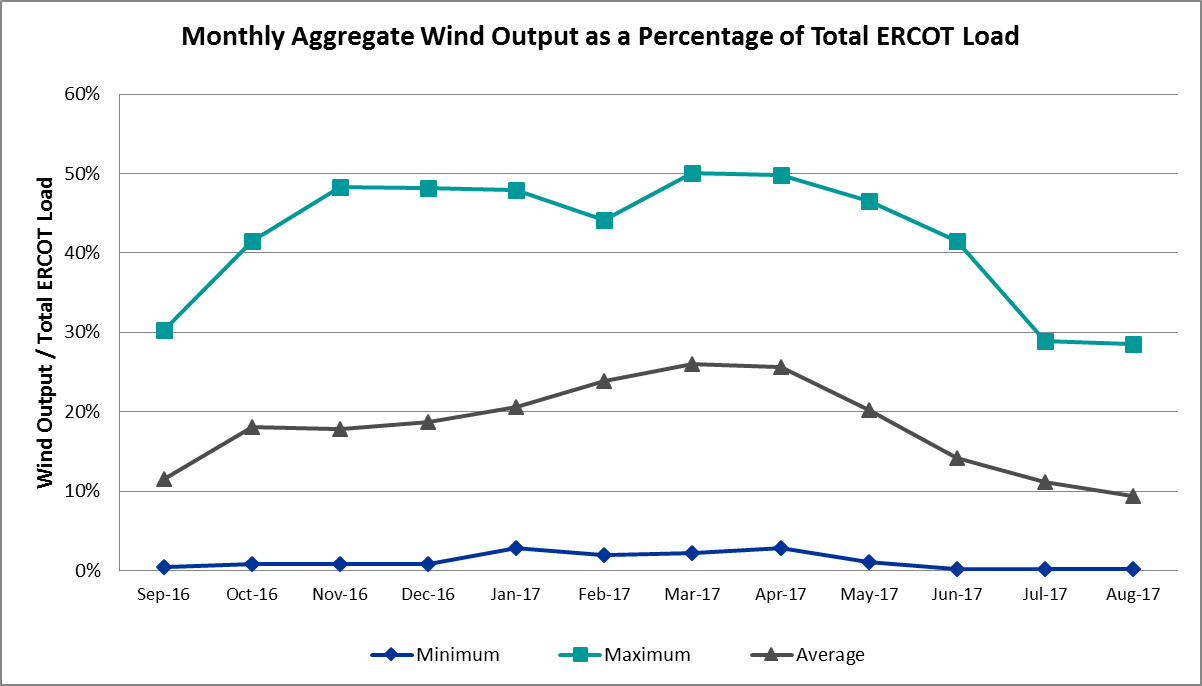 Monthly Aggregate Wind Output as a Percentage of Total ERCOT Load
Wind Output / Total ERCOT Load
60%
50%
40%
30%
20%
10%
0%
Sep-16 Oct-16 Nov-16 Dec-16 Jan-17 Feb-17 Mar-17 Apr-17 May-17 Jun-17 Jul-17 Aug-17
Minimum Maximum Average